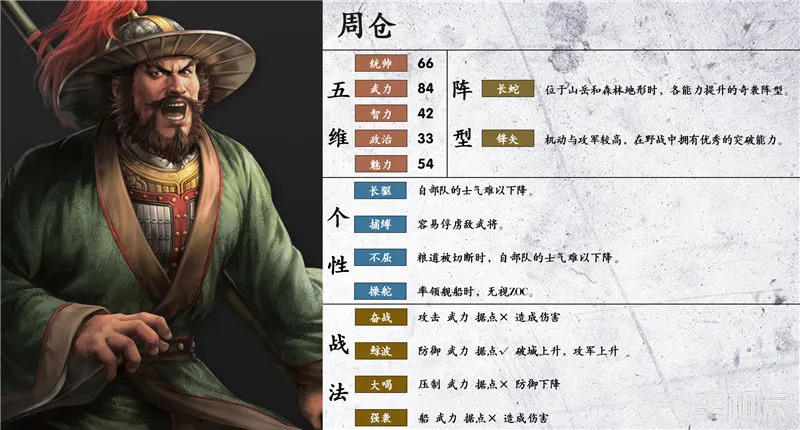 周仓
五维
统帅 66
武力 84
智力 42
政治 33
魅力 54
阵型
长蛇 位于山岳和森林地形时，各能力提升的奇袭阵型。
锋矢 机动与攻军较高，在野战中拥有优秀的突破能力。
个性
长驱 自部队的士气难以下降。
捕缚 容易俘虏敌武将。
不屈 粮道被切断时，自部队的士气难以下降。
操舵 率领舰船时，无视ZOC。
战法
奋战 攻击 武力 据点× 造成伤害
鲸波 防御 武力 据点√ 破城上升，攻军上升
大喝 压制 武力 据点× 防御下降
强袭 船 武力 据点× 造成伤害